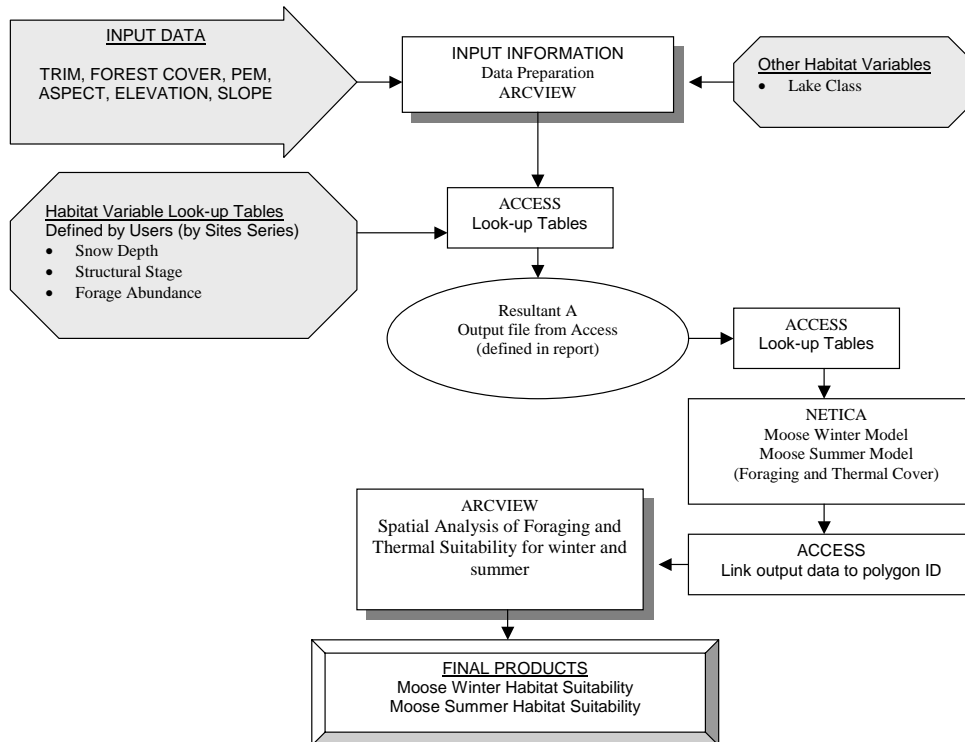 INPUT DATA
TRIM, FOREST COVER, PEM,
ASPECT, ELEVATION, SLOPE
INPUT INFORMATION
Data Preparation
ARCVIEW
Other Habitat Variables
• Lake Class
Habitat Variable Look-up Tables
Defined by Users (by Sites Series)
• Snow Depth
• Structural Stage
• Forage Abundance
ACCESS
Look-up Tables
Resultant A
Output file from Access
(defined in report)
ACCESS
Look-up Tables
NETICA
Moose Winter Model
Moose Summer Model
(Foraging and Thermal Cover)
ACCESS
Link output data to polygon ID
ARCVIEW
Spatial Analysis of Foraging and
Thermal Suitability for winter and
summer
FINAL PRODUCTS
Moose Winter Habitat Suitability
Moose Summer Habitat Suitability